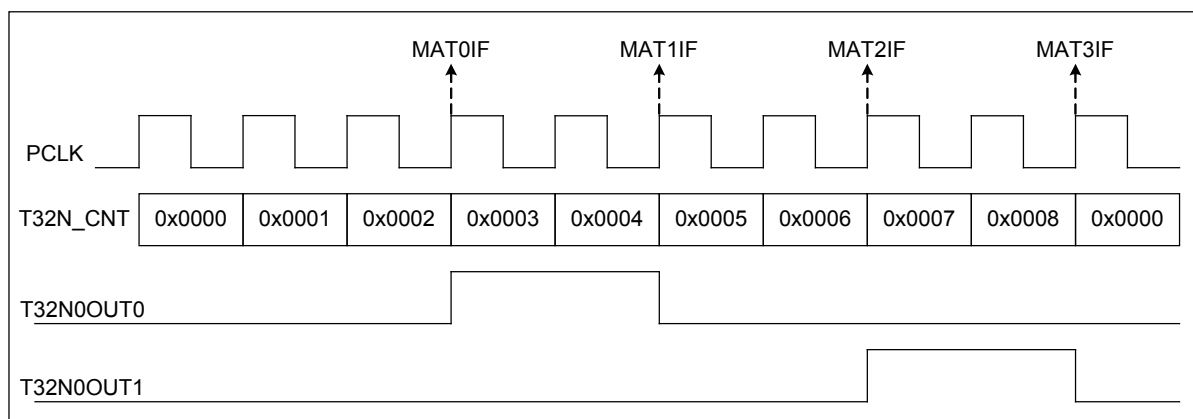 MAT0IF MAT1IF MAT2IF MAT3IF
PCLK
T32N_CNT 0x0000 0x0001 0x0002 0x0003 0x0004 0x0005 0x0006 0x0007 0x0008 0x0000
T32N0OUT0
T32N0OUT1